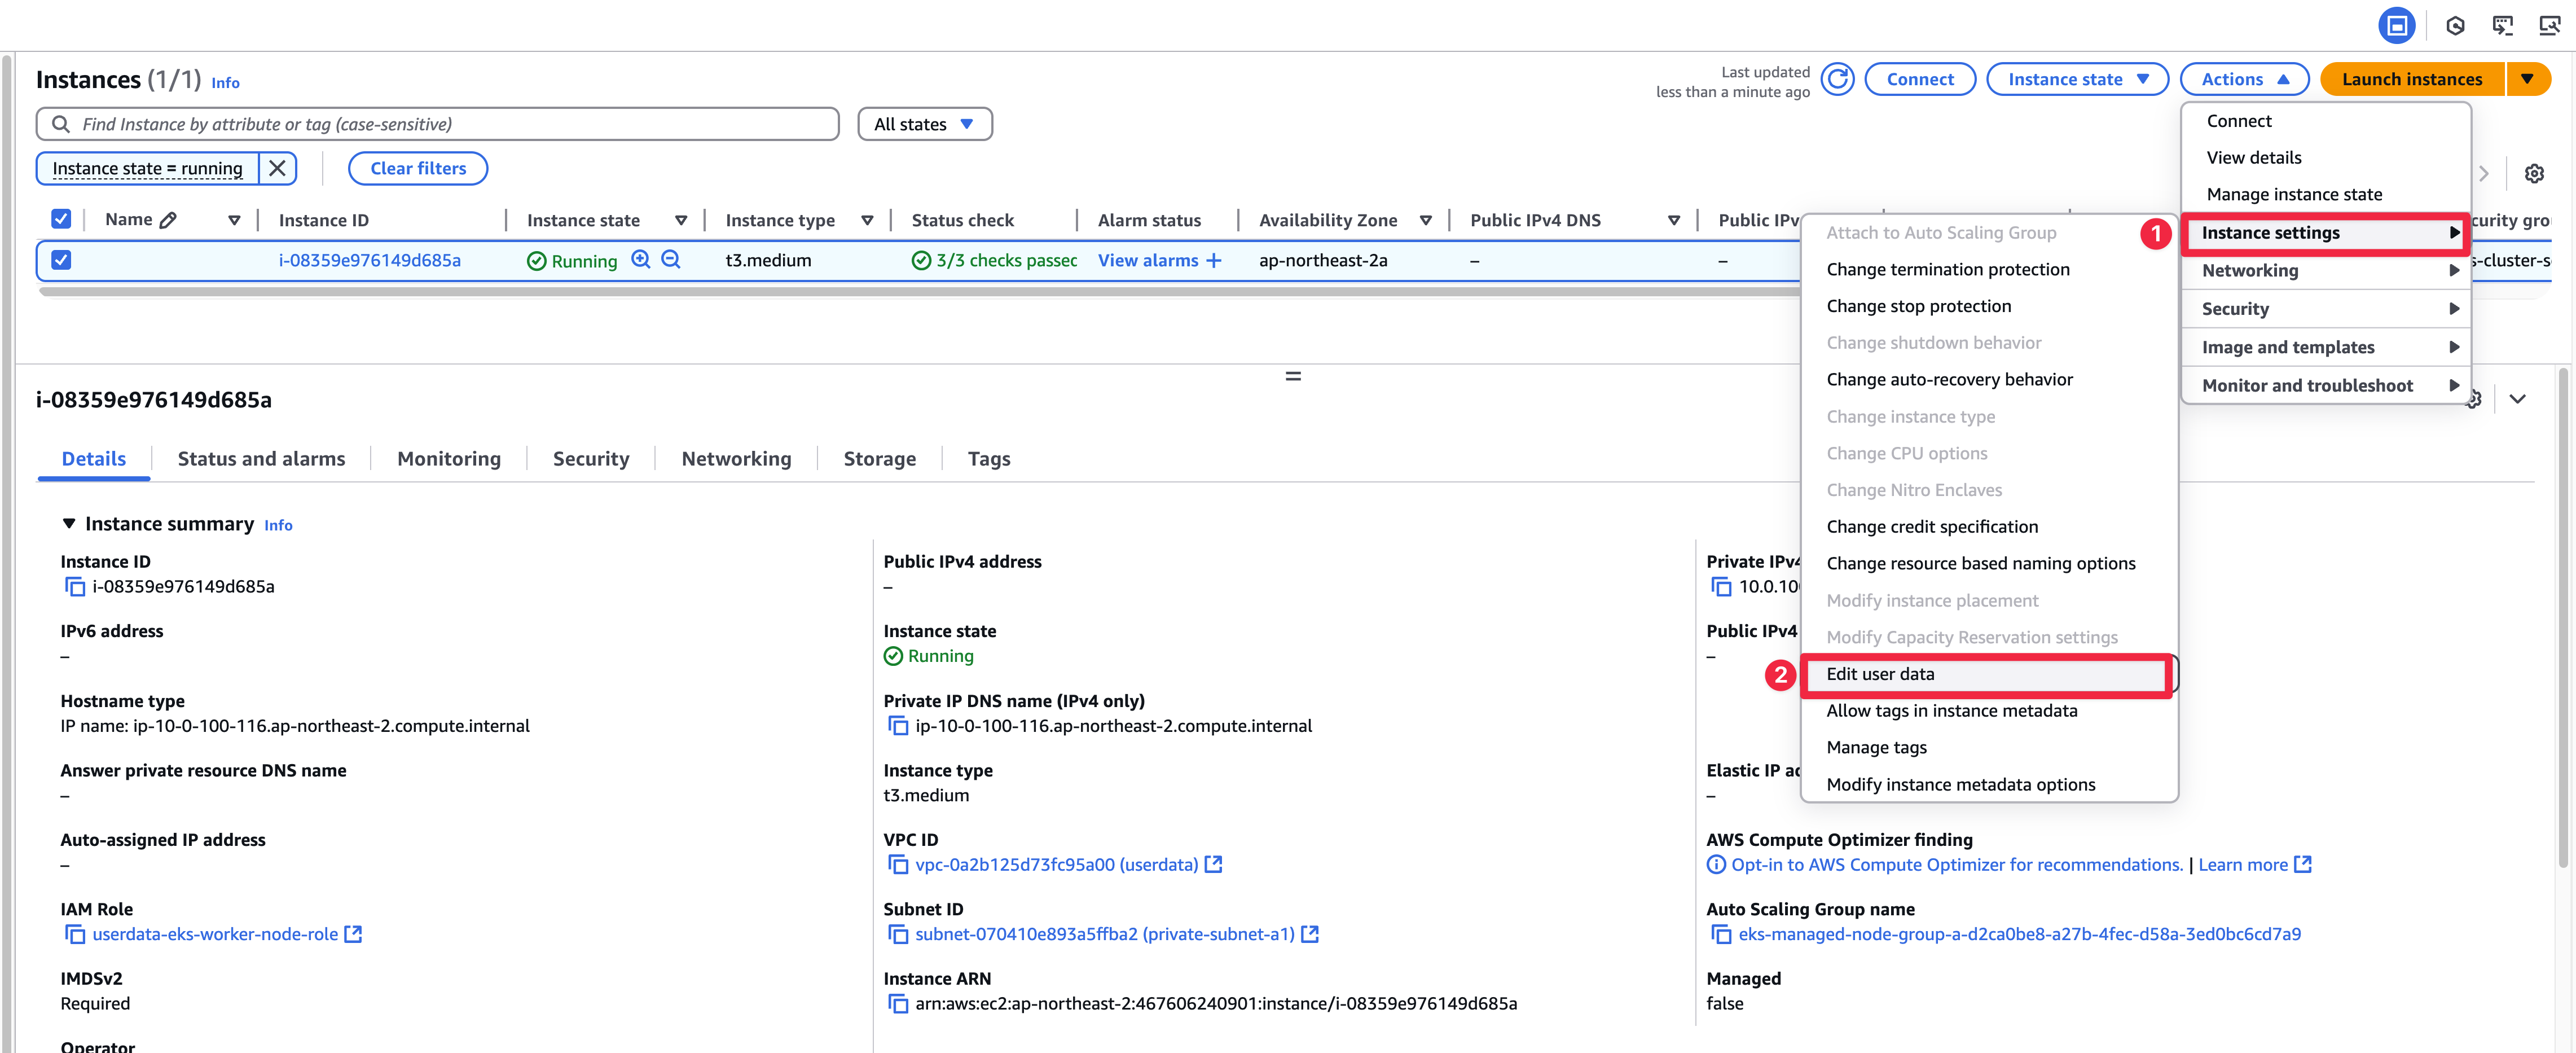 Instances (1/1) Info
Last updated
less than a minute ago
Connect
Instance state
Actions
Launch instances
Find Instance by attribute or tag (case-sensitive)
All states
Instance state = running
Clear filters
Name
Instance ID
Instance state
Instance type
Status check
Alarm status
Availability Zone
Public IPv4 DNS
Public IPv
curity gro
i-08359e976149d685a
Running
t3.medium
3/3 checks passec
View alarms +
ap-northeast-2a
–
–
s-cluster-s
Connect
View details
Manage instance state
1
Instance settings
Networking
Security
Image and templates
Monitor and troubleshoot
Attach to Auto Scaling Group
Change termination protection
Change stop protection
Change shutdown behavior
Change auto-recovery behavior
Change instance type
Change CPU options
Change Nitro Enclaves
Change credit specification
Change resource based naming options
Modify instance placement
Modify Capacity Reservation settings
2
Edit user data
Allow tags in instance metadata
Manage tags
Modify instance metadata options
i-08359e976149d685a
Details
Status and alarms
Monitoring
Security
Networking
Storage
Tags
Instance summary Info
Instance ID
i-08359e976149d685a
Public IPv4 address
–
Private IPv4
10.0.10
IPv6 address
–
Instance state
Running
Public IPv4
–
Hostname type
IP name: ip-10-0-100-116.ap-northeast-2.compute.internal
Private IP DNS name (IPv4 only)
ip-10-0-100-116.ap-northeast-2.compute.internal
Answer private resource DNS name
–
Instance type
t3.medium
Elastic IP ad
–
Auto-assigned IP address
–
VPC ID
vpc-0a2b125d73fc95a00 (userdata)
AWS Compute Optimizer finding
Opt-in to AWS Compute Optimizer for recommendations. | Learn more
IAM Role
userdata-eks-worker-node-role
Subnet ID
subnet-070410e893a5ffba2 (private-subnet-a1)
Auto Scaling Group name
eks-managed-node-group-a-d2ca0be8-a27b-4fec-d58a-3ed0bc6cd7a9
IMDSv2
Required
Instance ARN
arn:aws:ec2:ap-northeast-2:467606240901:instance/i-08359e976149d685a
Managed
false
Operator